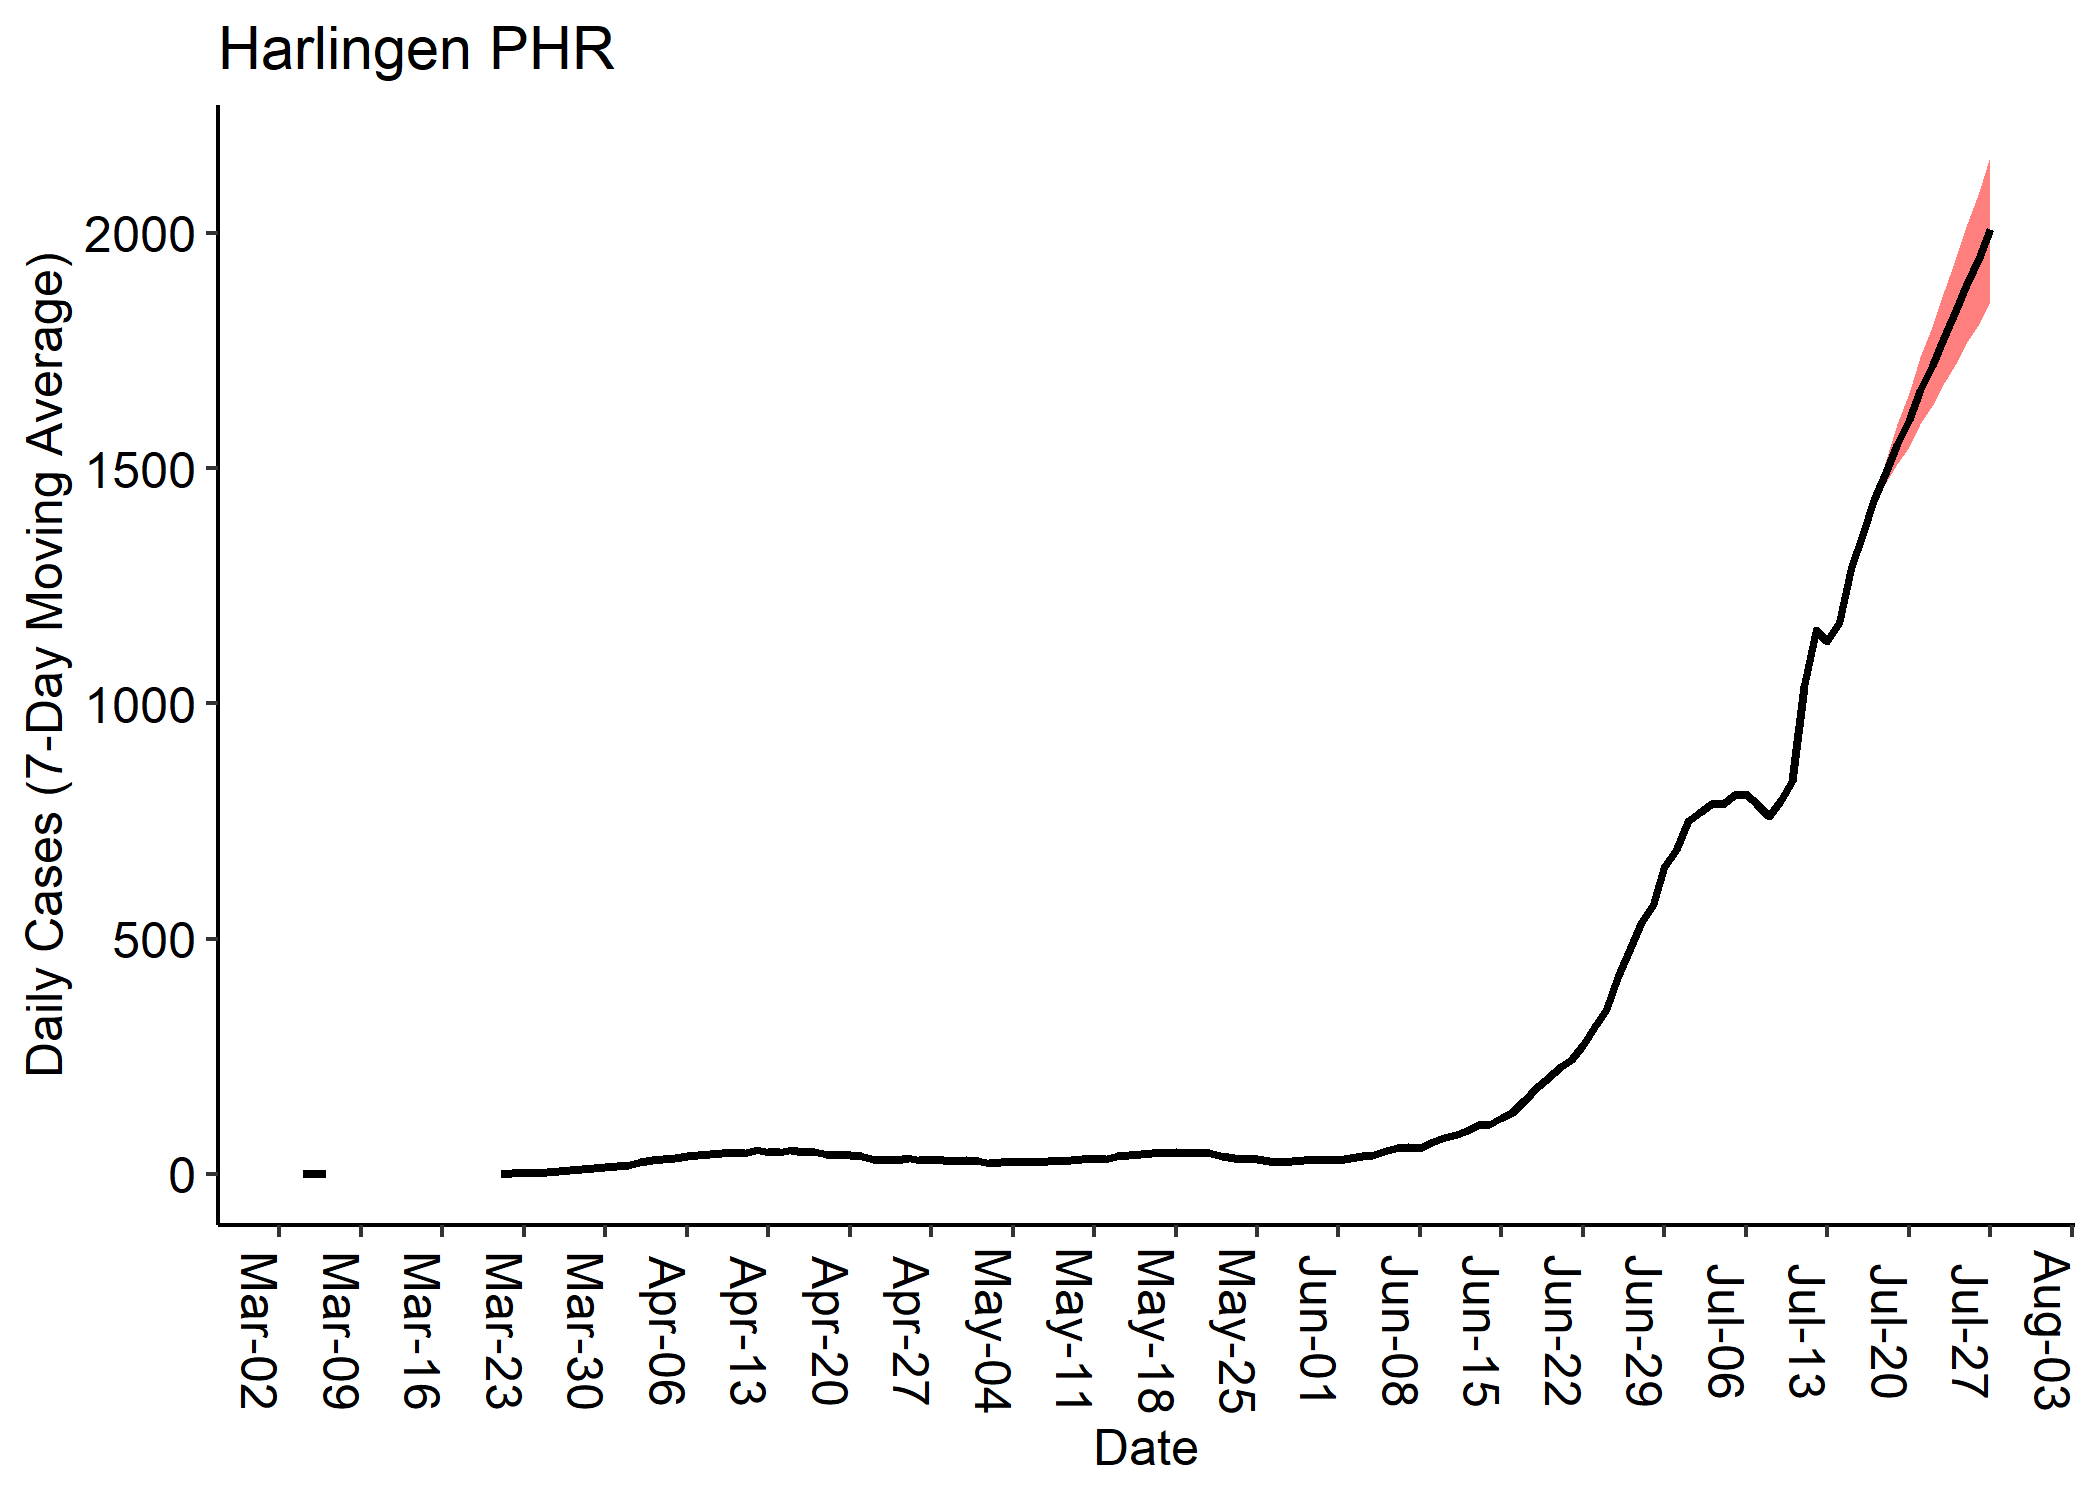 Harlingen PHR
Daily Cases (7-Day Moving Average)
2000
1500
1000
500
0
Mar-02
Mar-09
Mar-16
Mar-23
Mar-30
Apr-06
Apr-13
Apr-20
Apr-27
May-04
May-11
May-18
May-25
Jun-01
Jun-08
Jun-15
Jun-22
Jun-29
Jul-06
Jul-13
Jul-20
Jul-27
Aug-03
Date